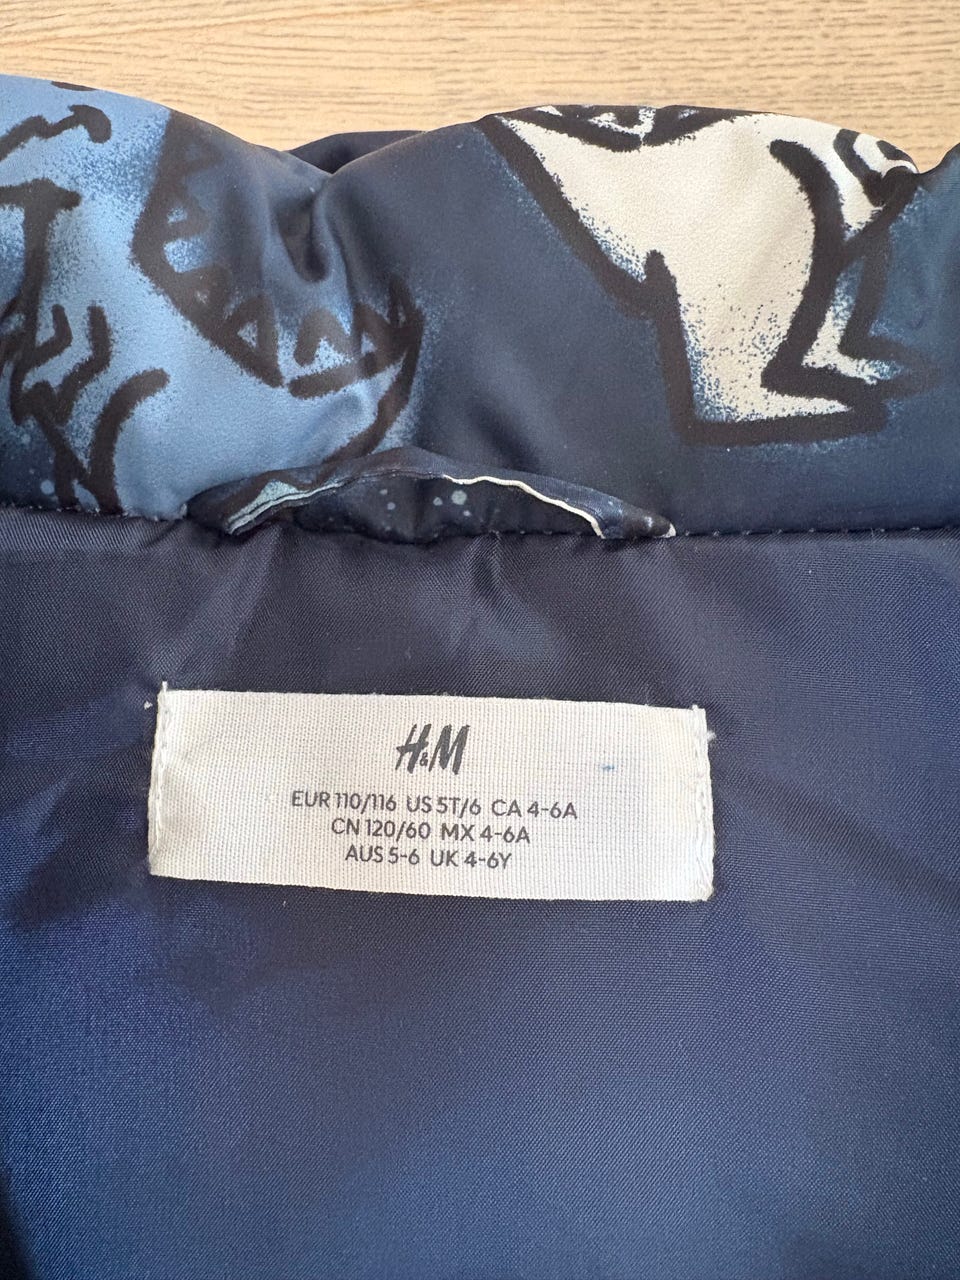 H&M
EUR 110/116 US 5T/6 CA 4-6A
CN 120/60 MX 4-6A
AUS 5-6 UK 4-6Y